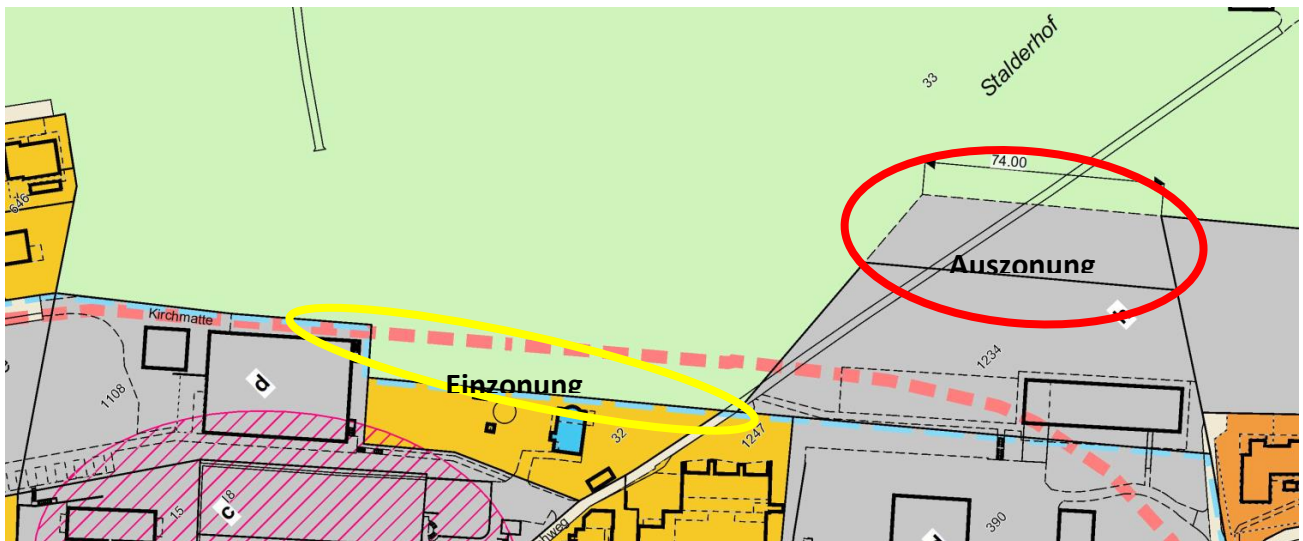 Stalderhof
33
74.00
646
Auszonung
Kirchmatte
1234
Einzonung
d
1108
32
1247
c
18
15
390